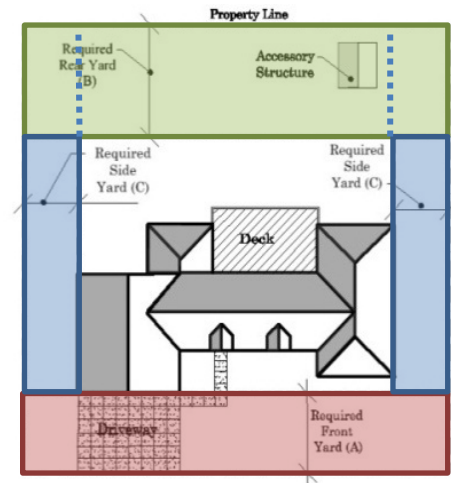 Property Line
Required
Rear Yard
(B)
Accessory
Structure
Required
Side
Yard (C)
Required
Side
Yard (C)
Deck
Driveway
Required
Front
Yard (A)